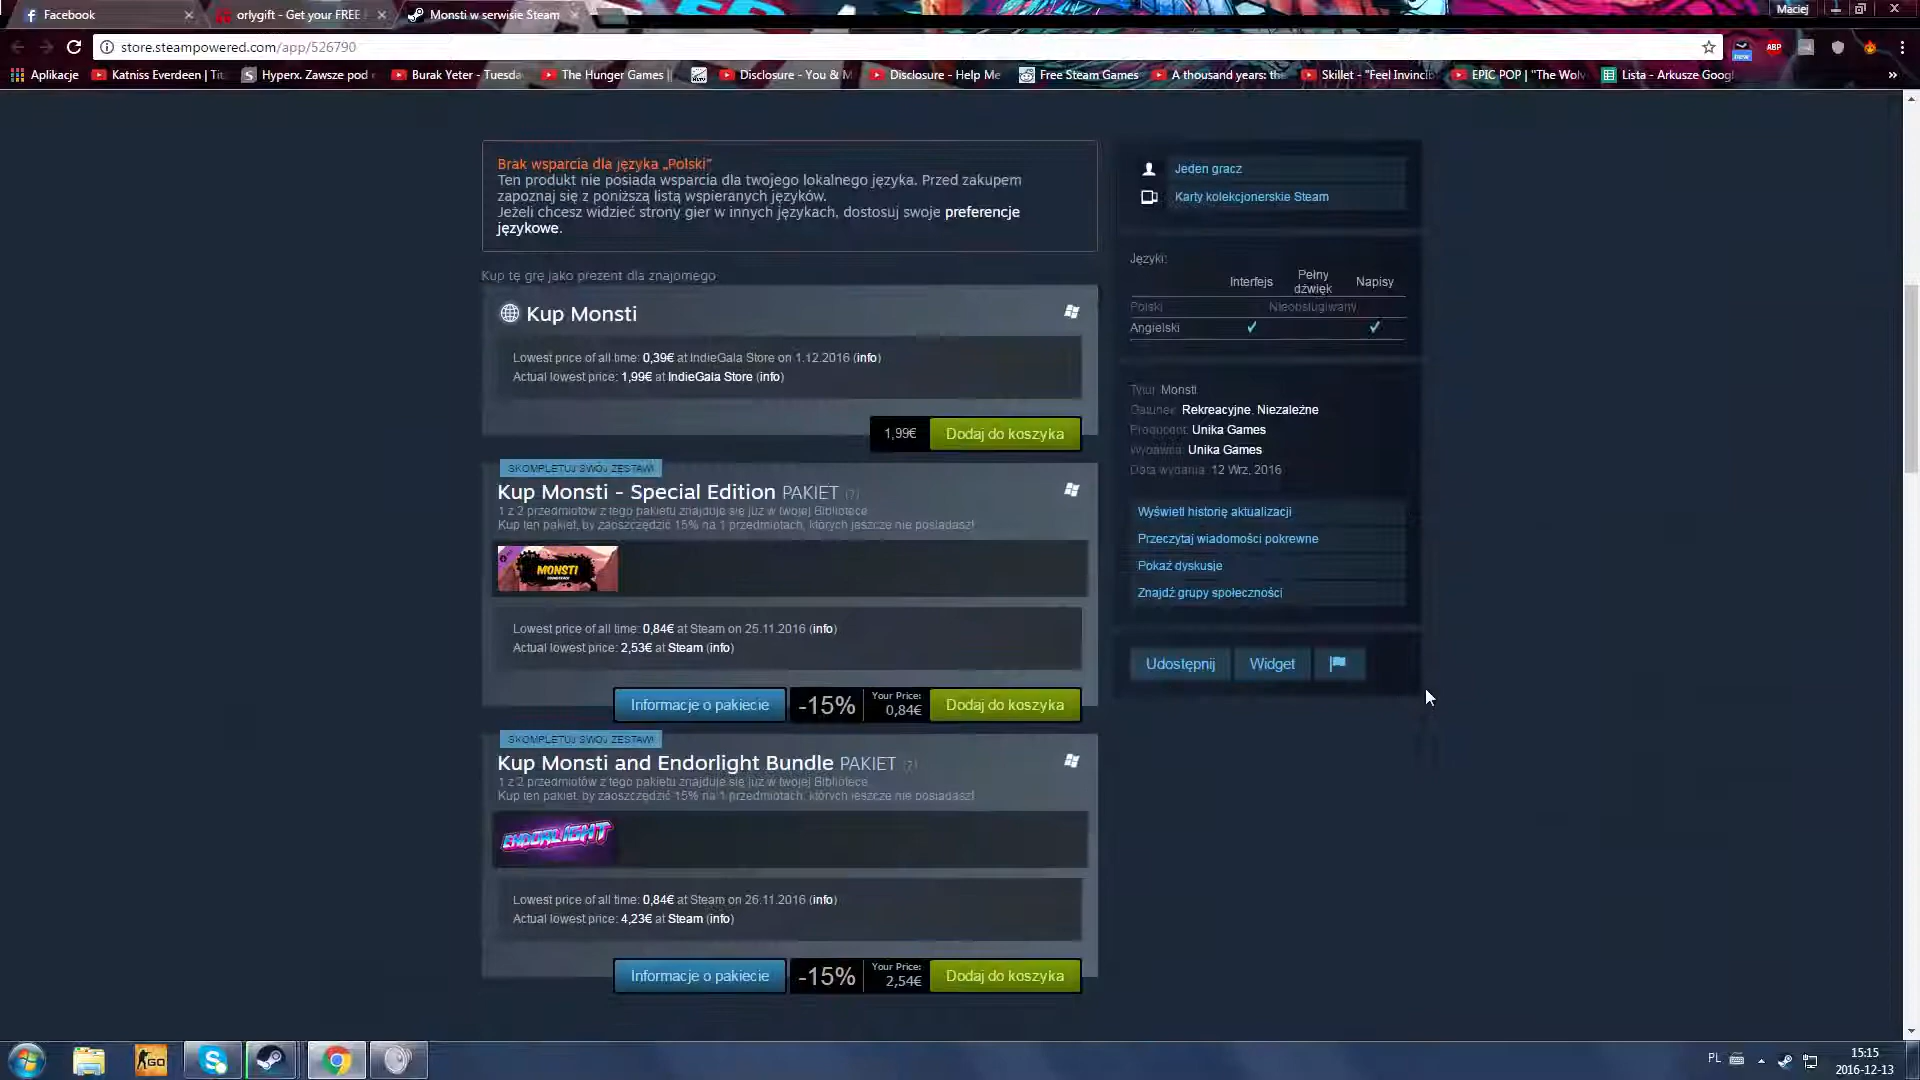 Facebook
orlygift - Get your FREE
Monsti w serwisie Steam
Maciej
store.steampowered.com/app/526790
ABP
new
Aplikacje
Katniss Everdeen | Tit
Hyperx. Zawsze pod
Burak Yeter - Tuesda
The Hunger Games ||
Disclosure - You & M
Disclosure - Help Me
Free Steam Games
A thousand years: th
Skillet - "Feel Invincib
EPIC POP | "The Wolv
Lista - Arkusze Goog
Brak wsparcia dla języka „Polski”
Ten produkt nie posiada wsparcia dla twojego lokalnego języka. Przed zakupem
zapoznaj się z poniższą listą wspieranych języków.
Jeżeli chcesz widzieć strony gier w innych językach, dostosuj swoje preferencje
językowe.
Kup tę grę jako prezent dla znajomego
Kup Monsti
Lowest price of all time: 0,39€ at IndieGala Store on 1.12.2016 (info)
Actual lowest price: 1,99€ at IndieGala Store (info)
1,99€
Dodaj do koszyka
SKOMPLETUJ SWÓJ ZESTAW!
Kup Monsti - Special Edition PAKIET (?)
1 z 2 przedmiotów z tego pakietu znajduje się już w twojej Bibliotece
Kup ten pakiet, by zaoszczędzić 15% na 1 przedmiotach, których jeszcze nie posiadasz!
MONSTI
SOUNDTRACK
Lowest price of all time: 0,84€ at Steam on 25.11.2016 (info)
Actual lowest price: 2,53€ at Steam (info)
Informacje o pakiecie
-15%
Your Price:
0,84€
Dodaj do koszyka
SKOMPLETUJ SWÓJ ZESTAW!
Kup Monsti and Endorlight Bundle PAKIET (?)
1 z 2 przedmiotów z tego pakietu znajduje się już w twojej Bibliotece
Kup ten pakiet, by zaoszczędzić 15% na 1 przedmiotach, których jeszcze nie posiadasz!
ENDORLIGHT
Lowest price of all time: 0,84€ at Steam on 26.11.2016 (info)
Actual lowest price: 4,23€ at Steam (info)
Informacje o pakiecie
-15%
Your Price:
2,54€
Dodaj do koszyka
Jeden gracz
Karty kolekcjonerskie Steam
Języki:
Interfejs
Pełny
dźwięk
Napisy
Polski
Nieobsługiwany
Angielski
Tytuł: Monsti
Gatunek: Rekreacyjne, Niezależne
Producent: Unika Games
Wydawca: Unika Games
Data wydania: 12 Wrz, 2016
Wyświetl historię aktualizacji
Przeczytaj wiadomości pokrewne
Pokaż dyskusje
Znajdź grupy społeczności
Udostępnij
Widget
GO
PL
15:15
2016-12-13